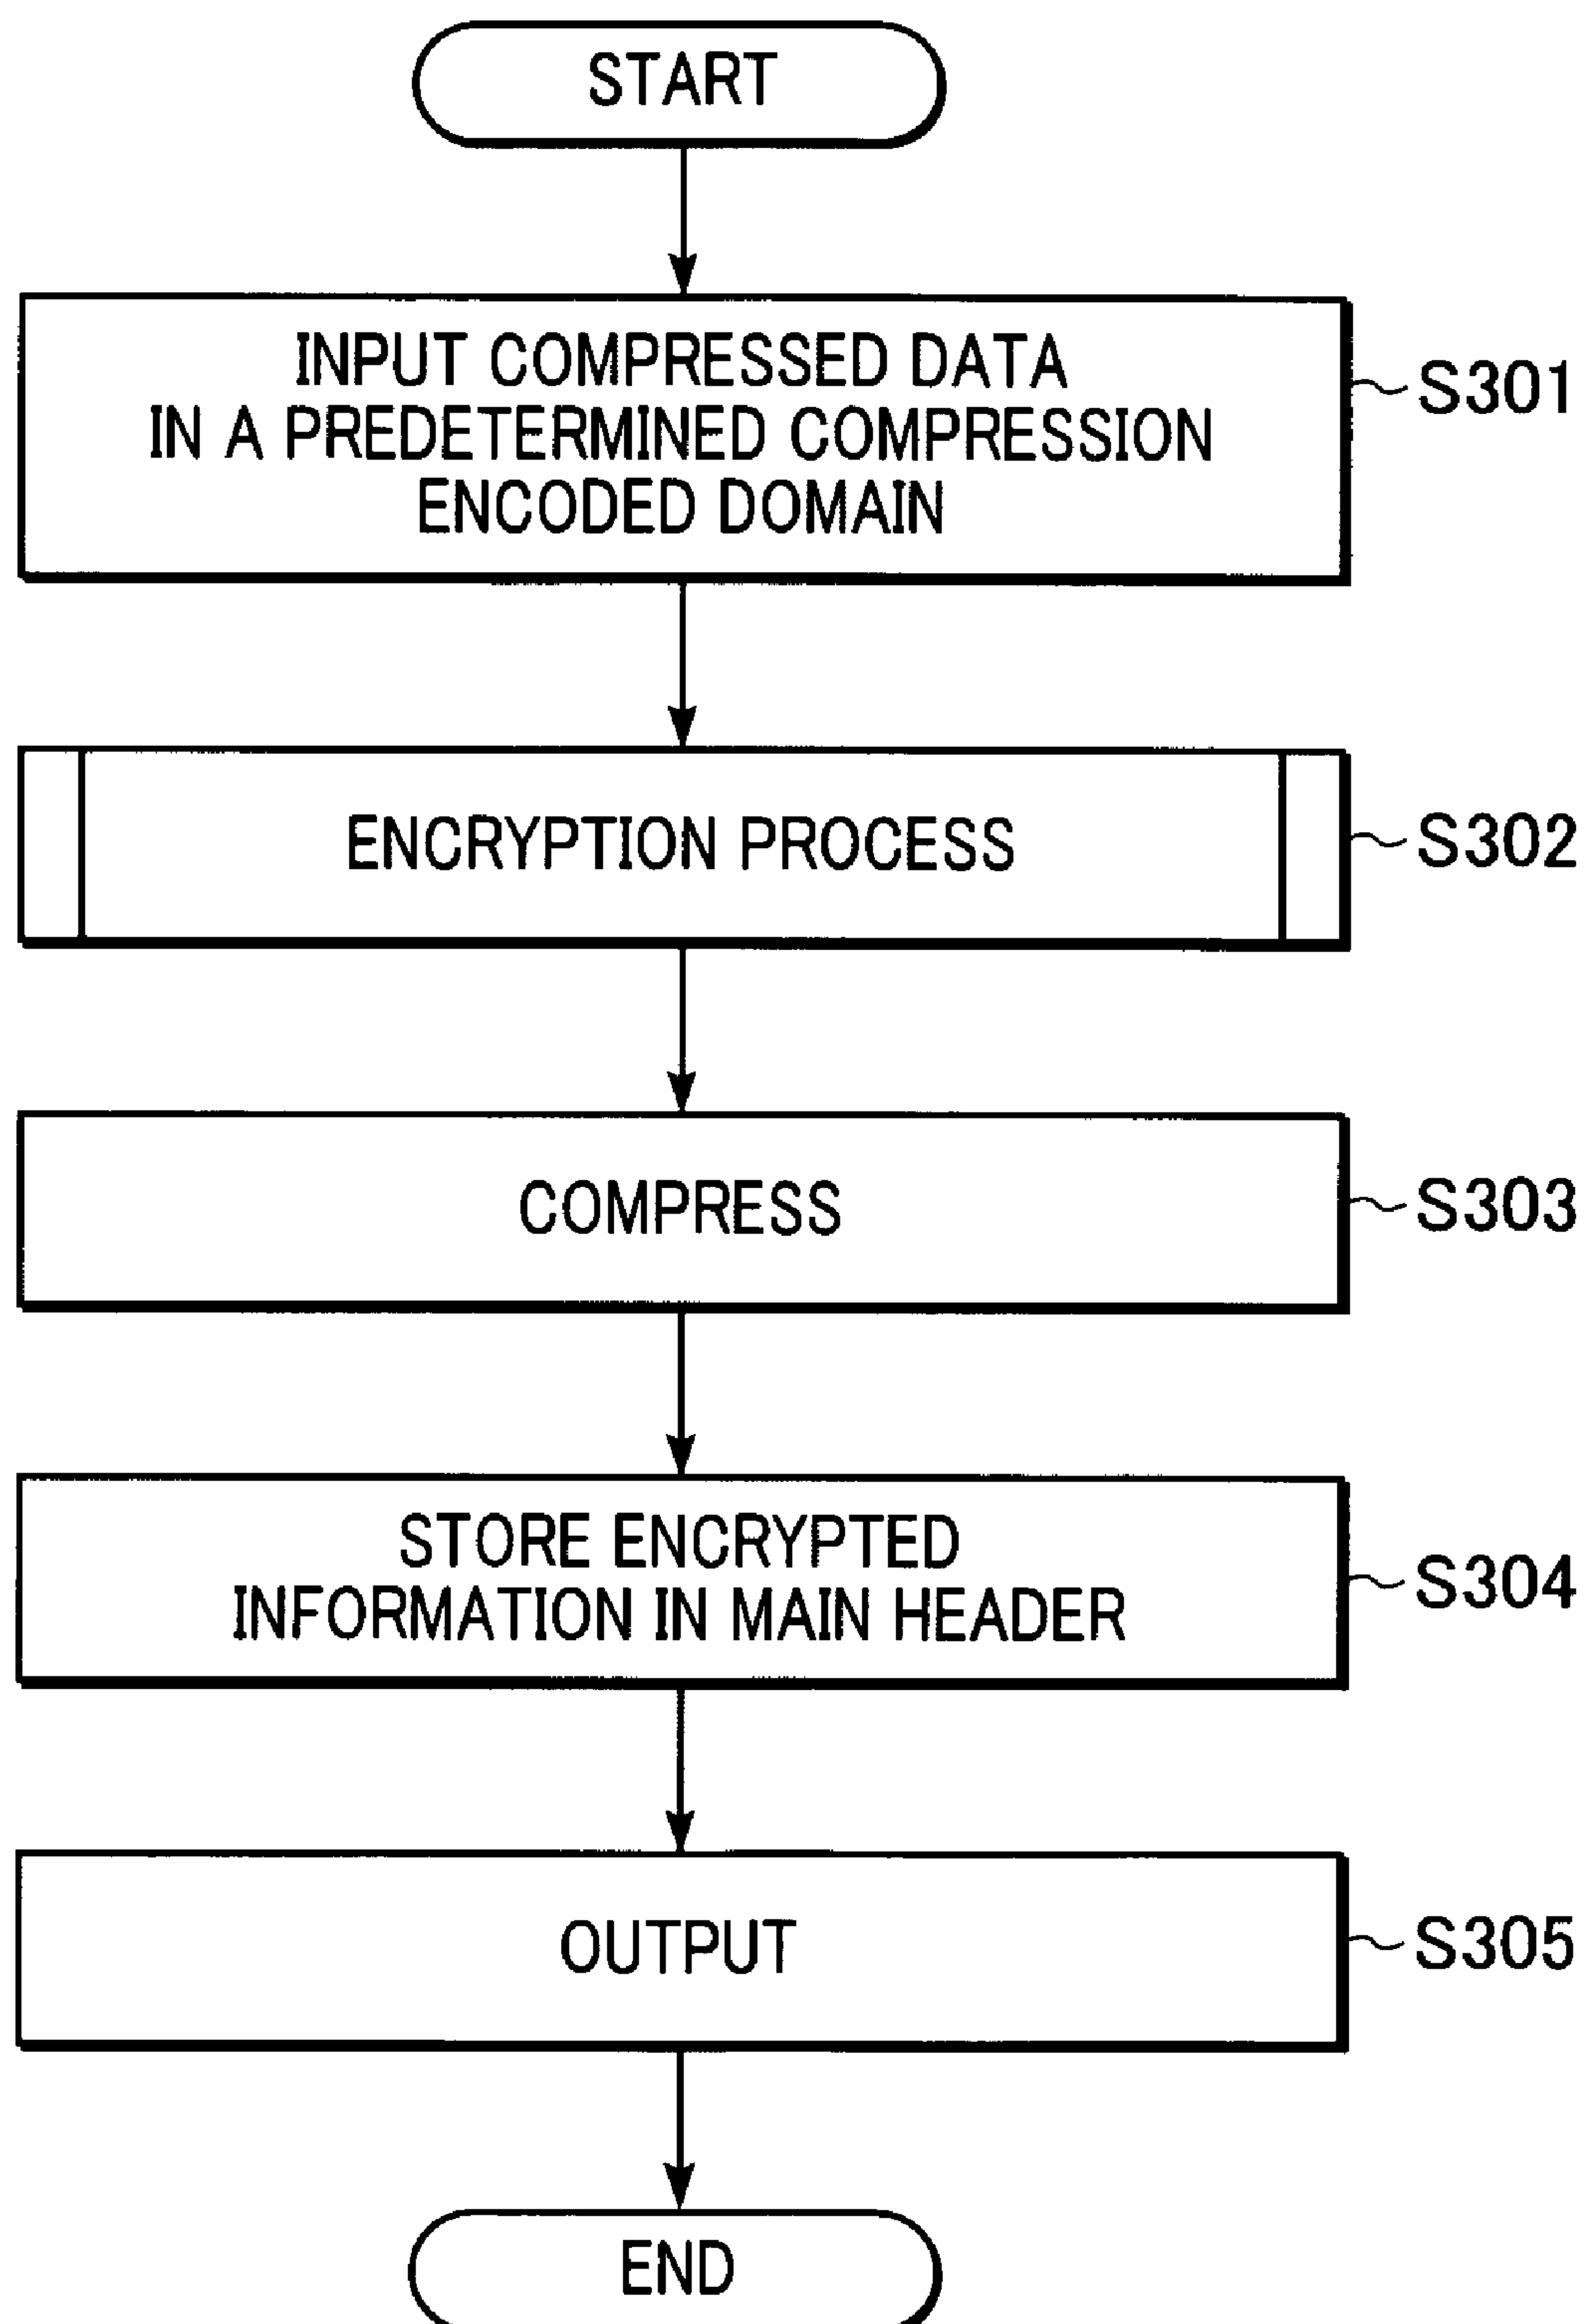 START
INPUT COMPRESSED DATA
IN A PREDETERMINED COMPRESSION
ENCODED DOMAIN
S301
ENCRYPTION PROCESS
S302
COMPRESS
S303
STORE ENCRYPTED
INFORMATION IN MAIN HEADER
S304
OUTPUT
S305
END